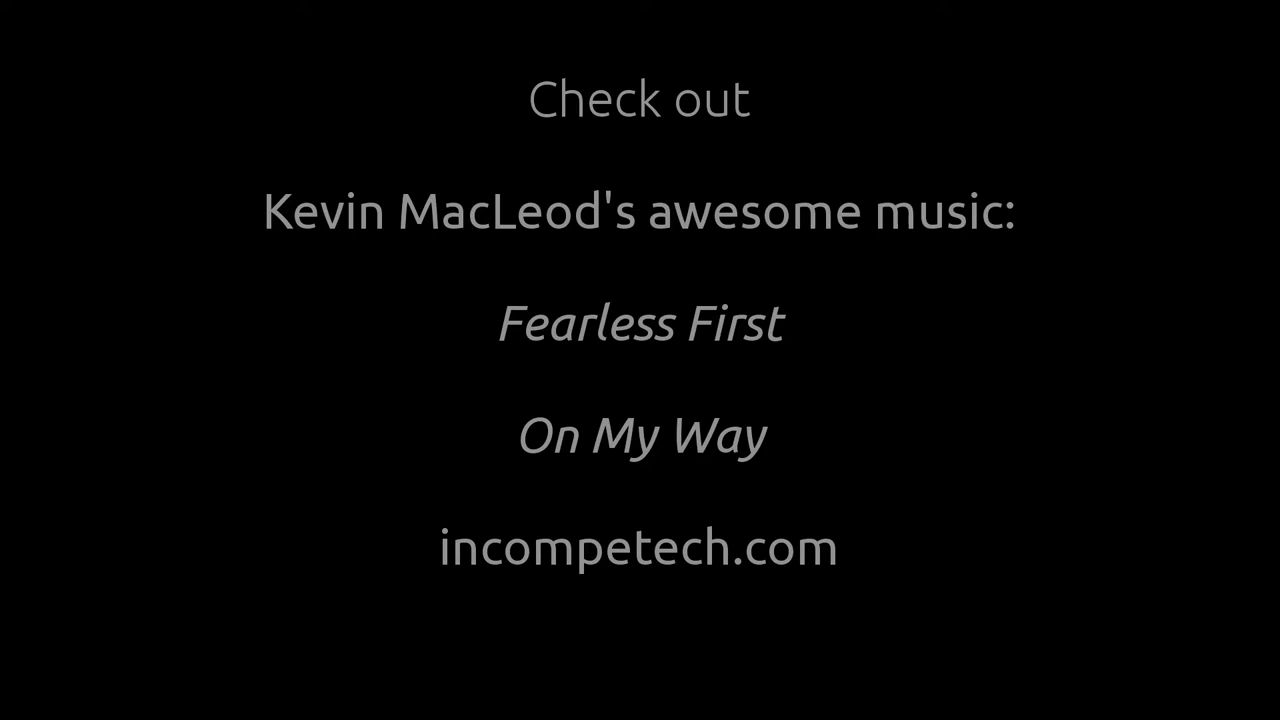 Check out
Kevin MacLeod's awesome music:
Fearless First
On My Way
incompetech.com